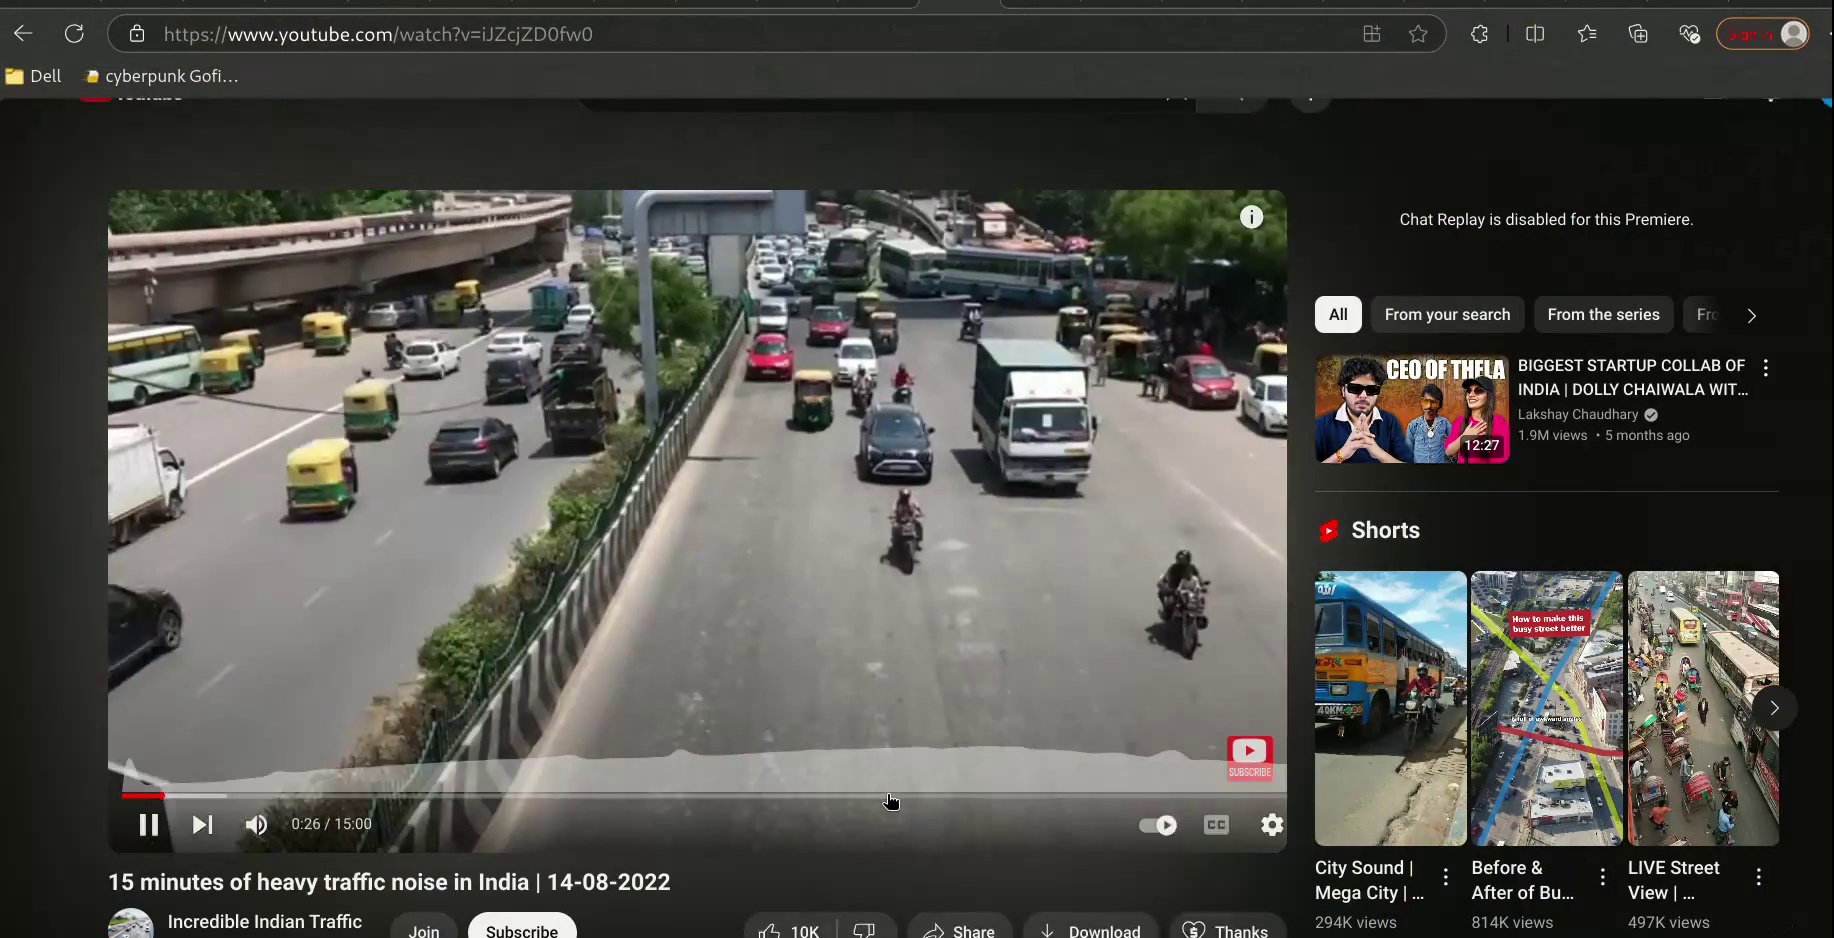 https://www.youtube.com/watch?v=iJZcjZD0fw0
Sign in
Dell
cyberpunk Gofi...
Chat Replay is disabled for this Premiere.
All
From your search
From the series
Fro
CEO OF THELA
12:27
BIGGEST STARTUP COLLAB OF
INDIA | DOLLY CHAIWALA WIT...
Lakshay Chaudhary
1.9M views • 5 months ago
Shorts
How to make this
busy street better
SUBSCRIBE
0:26 / 15:00
CC
15 minutes of heavy traffic noise in India | 14-08-2022
Incredible Indian Traffic
Join
Subscribe
10K
Share
Download
Thanks
City Sound |
Mega City | ...
294K views
Before &
After of Bu...
814K views
LIVE Street
View | ...
497K views